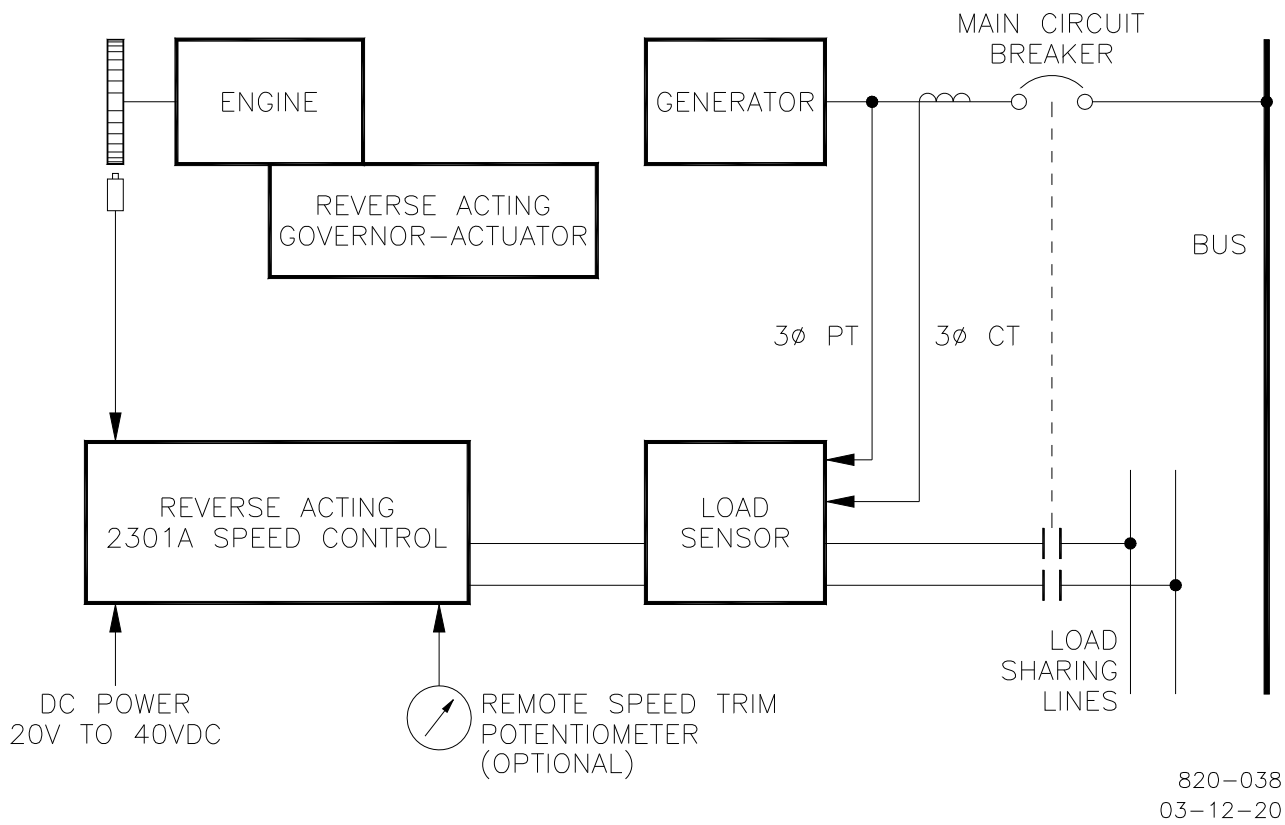 MAIN CIRCUIT
BREAKER
ENGINE
GENERATOR
REVERSE ACTING
GOVERNOR-ACTUATOR
BUS
3ø PT
3ø CT
REVERSE ACTING
2301A SPEED CONTROL
LOAD
SENSOR
LOAD
SHARING
LINES
DC POWER
20V TO 40VDC
REMOTE SPEED TRIM
POTENTIOMETER
(OPTIONAL)
820-038
03-12-20